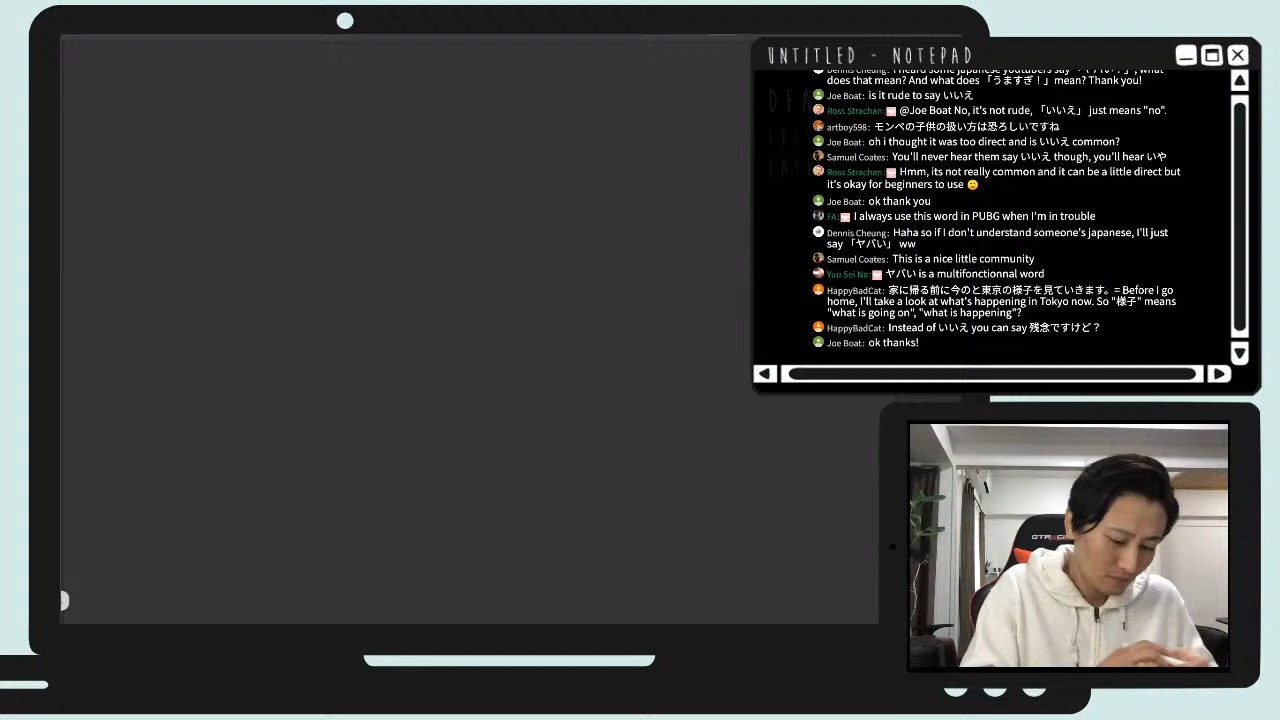 UNTITLED - NOTEPAD
Dennis Cheung: I heard some japanese youtubers say 「ヤバい！」, what
does that mean? And what does 「うますぎ！」mean? Thank you!
Joe Boat: is it rude to say いいえ
Ross Strachan: @Joe Boat No, it's not rude, 「いいえ」 just means "no".
artboy598: モンペの子供の扱い方は恐ろしいですね
Joe Boat: oh i thought it was too direct and is いいえ common?
Samuel Coates: You'll never hear them say いいえ though, you'll hear いや
Ross Strachan: Hmm, its not really common and it can be a little direct but
it's okay for beginners to use 🙂
Joe Boat: ok thank you
FA: I always use this word in PUBG when I'm in trouble
Dennis Cheung: Haha so if I don't understand someone's japanese, I'll just
say 「ヤバい」 ww
Samuel Coates: This is a nice little community
Yuu Sei Na: ヤバい is a multifonctionnal word
HappyBadCat: 家に帰る前に今のと東京の様子を見ていきます。= Before I go
home, I'll take a look at what's happening in Tokyo now. So "様子" means
"what is going on", "what is happening"?
HappyBadCat: Instead of いいえ you can say 残念ですけど？
Joe Boat: ok thanks!